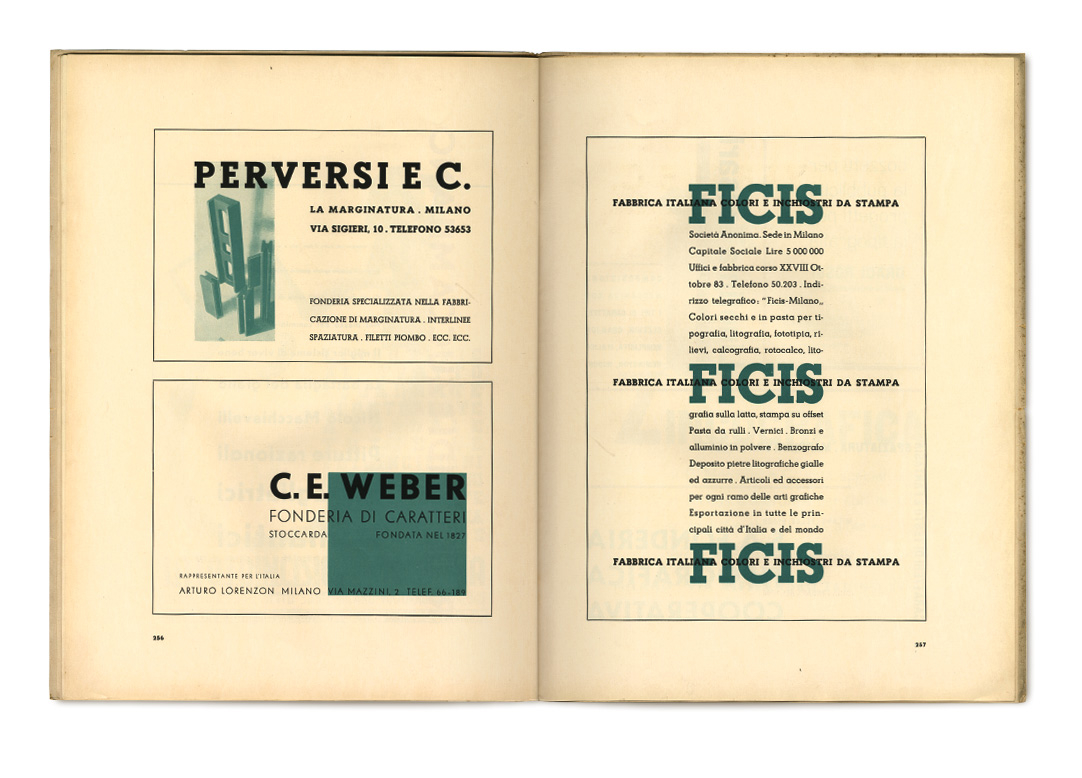 PERVERSI E C.
LA MARGINATURA . MILANO
VIA SIGIERI, 10 . TELEFONO 53653
FONDERIA SPECIALIZZATA NELLA FABBRI-
CAZIONE DI MARGINATURA . INTERLINEE
SPAZIATURA . FILETTI PIOMBO . ECC. ECC.
C. E. WEBER
FONDERIA DI CARATTERI
STOCCARDA FONDATA NEL 1827
RAPPRESENTANTE PER L'ITALIA
ARTURO LORENZON MILANO VIA MAZZINI, 2 TELEF. 66-189
256
FICIS
FABBRICA ITALIANA COLORI E INCHIOSTRI DA STAMPA
Società Anonima. Sede in Milano
Capitale Sociale Lire 5 000 000
Uffici e fabbrica corso XXVIII Ot-
tobre 83 . Telefono 50.203 . Indi-
rizzo telegrafico: "Ficis-Milano„
Colori secchi e in pasta per ti-
pografia, litografia, fototipia, ri-
lievi, calcografia, rotocalco, lito-
FICIS
FABBRICA ITALIANA COLORI E INCHIOSTRI DA STAMPA
grafia sulla latta, stampa su offset
Pasta da rulli . Vernici . Bronzi e
alluminio in polvere . Benzografo
Deposito pietre litografiche gialle
ed azzurre . Articoli ed accessori
per ogni ramo delle arti grafiche
Esportazione in tutte le prin-
cipali città d'Italia e del mondo
FICIS
FABBRICA ITALIANA COLORI E INCHIOSTRI DA STAMPA
257